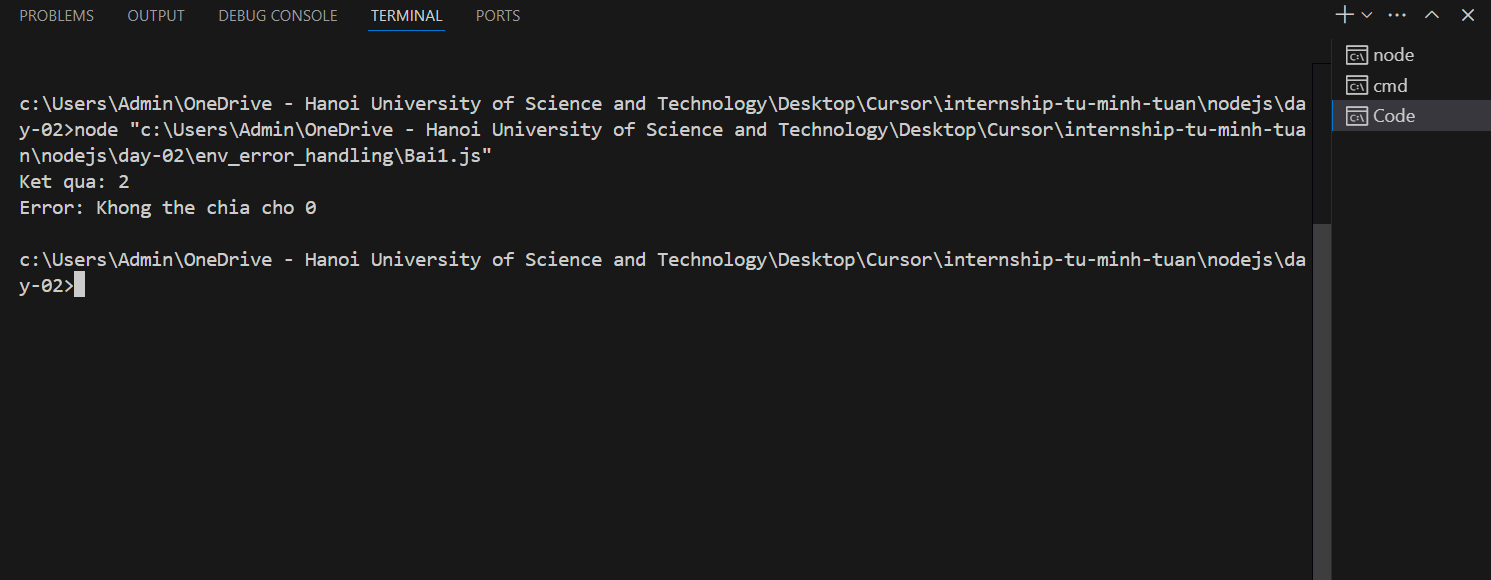 PROBLEMS OUTPUT DEBUG CONSOLE TERMINAL PORTS
node
cmd
Code
c:\Users\Admin\OneDrive - Hanoi University of Science and Technology\Desktop\Cursor\internship-tu-minh-tuan\nodejs\da
y-02>node "c:\Users\Admin\OneDrive - Hanoi University of Science and Technology\Desktop\Cursor\internship-tu-minh-tua
n\nodejs\day-02\env_error_handling\Bai1.js"
Ket qua: 2
Error: Khong the chia cho 0
c:\Users\Admin\OneDrive - Hanoi University of Science and Technology\Desktop\Cursor\internship-tu-minh-tuan\nodejs\da
y-02>